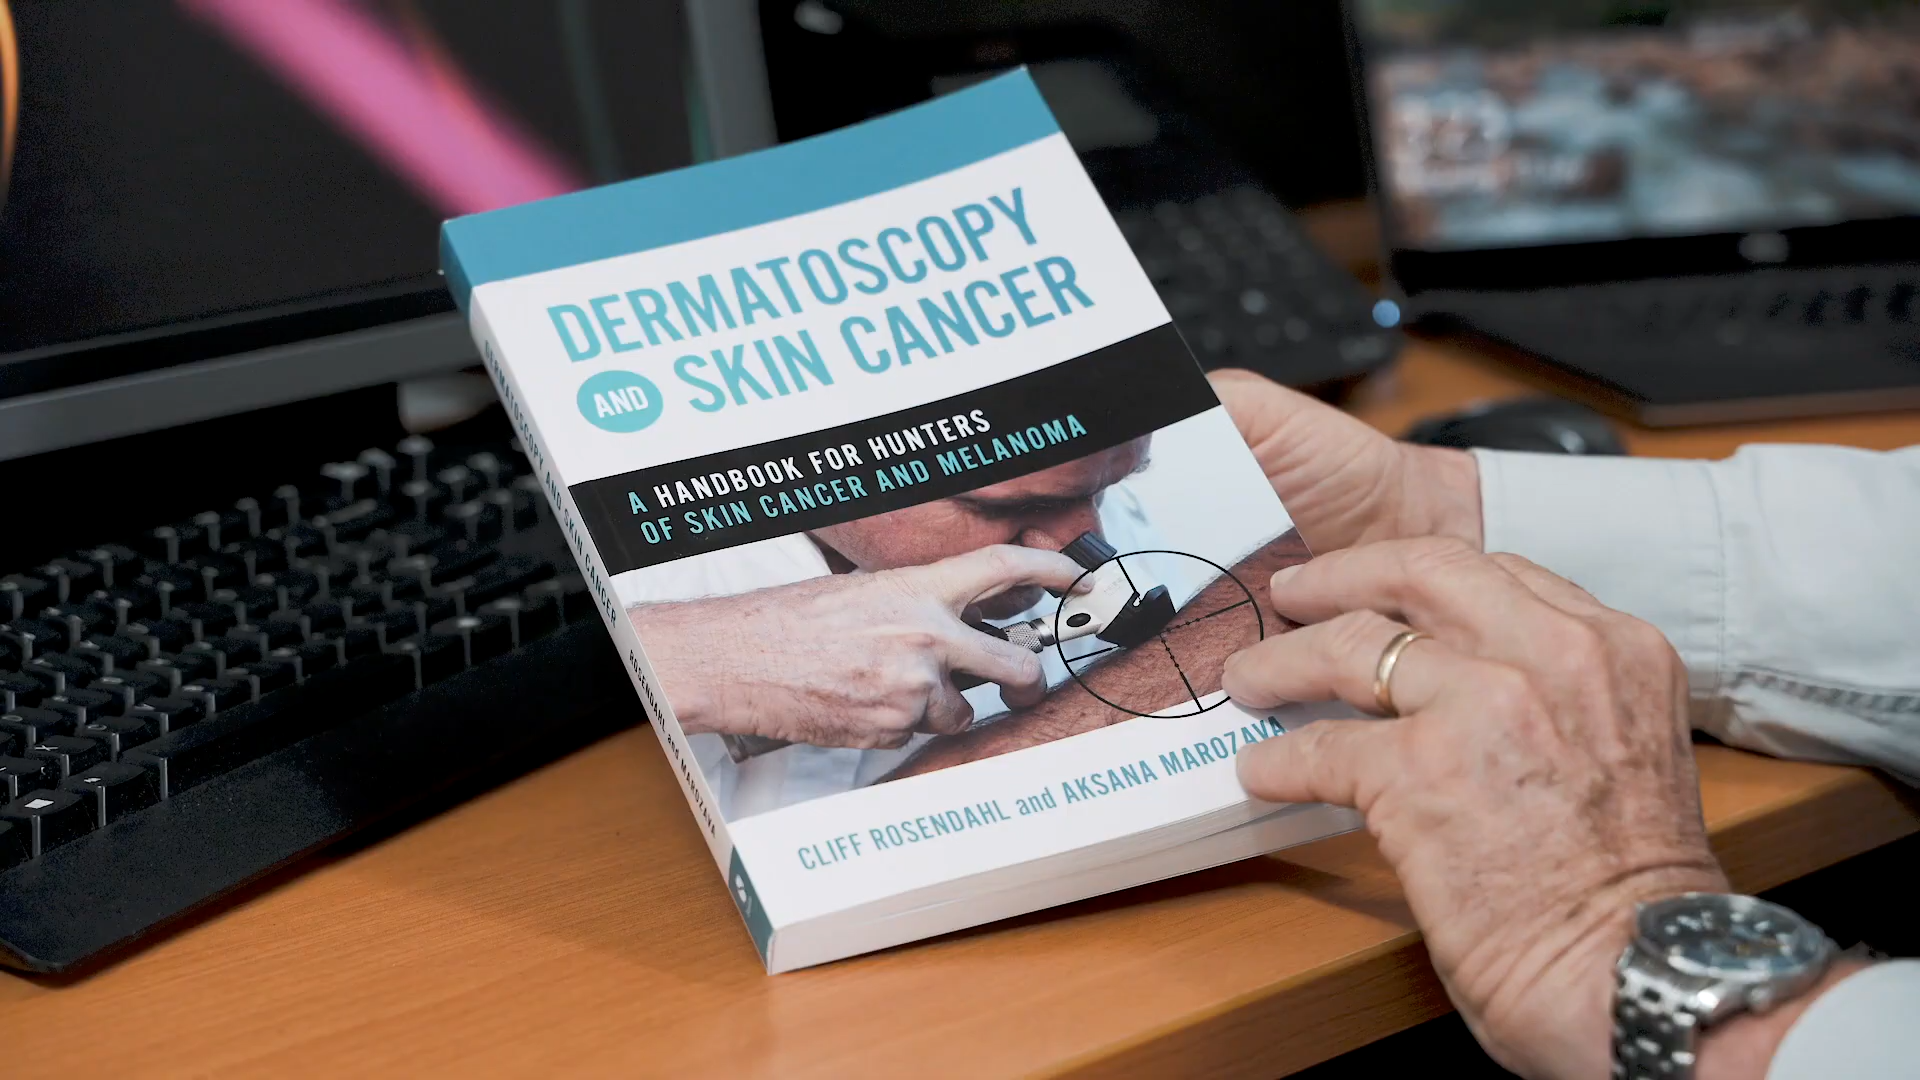 DERMATOSCOPY
AND SKIN CANCER
A HANDBOOK FOR HUNTERS
OF SKIN CANCER AND MELANOMA
CLIFF ROSENDAHL and AKSANA MAROZAVA
DERMATOSCOPY AND SKIN CANCER
ROSENDAHL and MAROZAVA